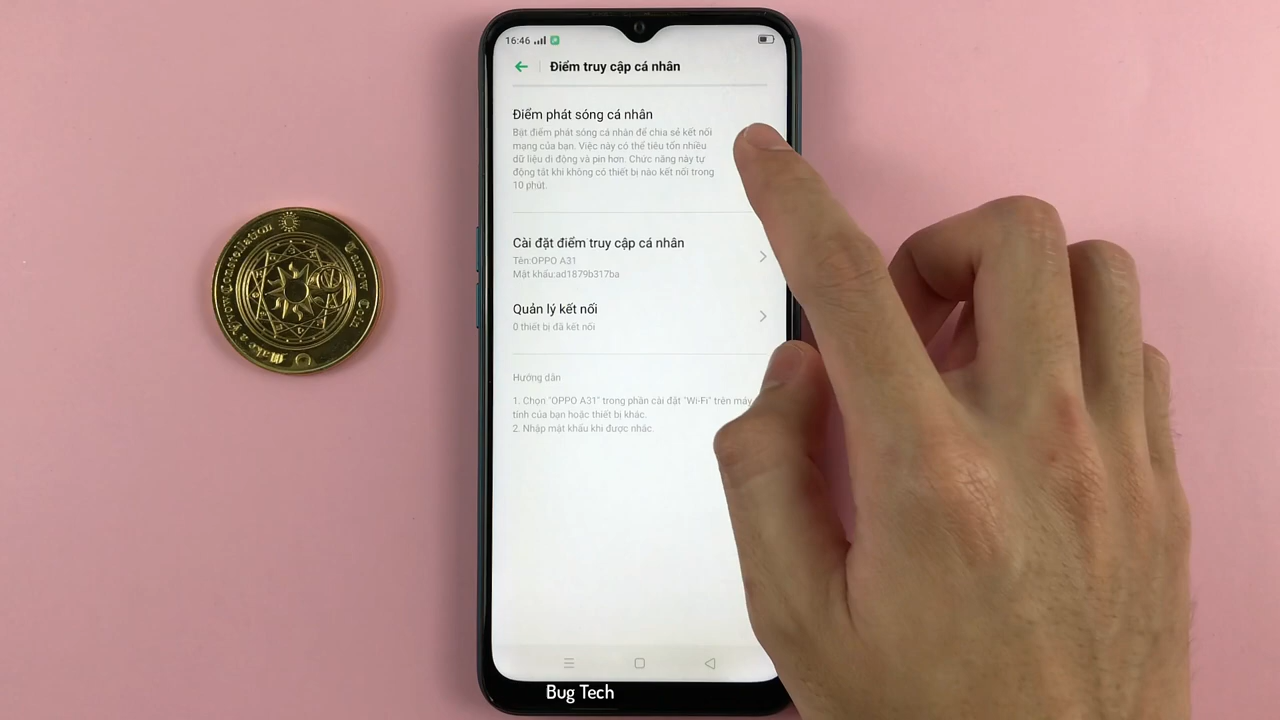 16:46
Điểm truy cập cá nhân
Điểm phát sóng cá nhân
Bật điểm phát sóng cá nhân để chia sẻ kết nối
mạng của bạn. Việc này có thể tiêu tốn nhiều
dữ liệu di động và pin hơn. Chức năng này tự
động tắt khi không có thiết bị nào kết nối trong
10 phút.
Cài đặt điểm truy cập cá nhân
Tên:OPPO A31
Mật khẩu:ad1879b317ba
Quản lý kết nối
0 thiết bị đã kết nối
Hướng dẫn
1. Chọn "OPPO A31" trong phần cài đặt "Wi-Fi" trên máy
tính của bạn hoặc thiết bị khác.
2. Nhập mật khẩu khi được nhắc.
Constellation
Coin
Make a
Bug Tech